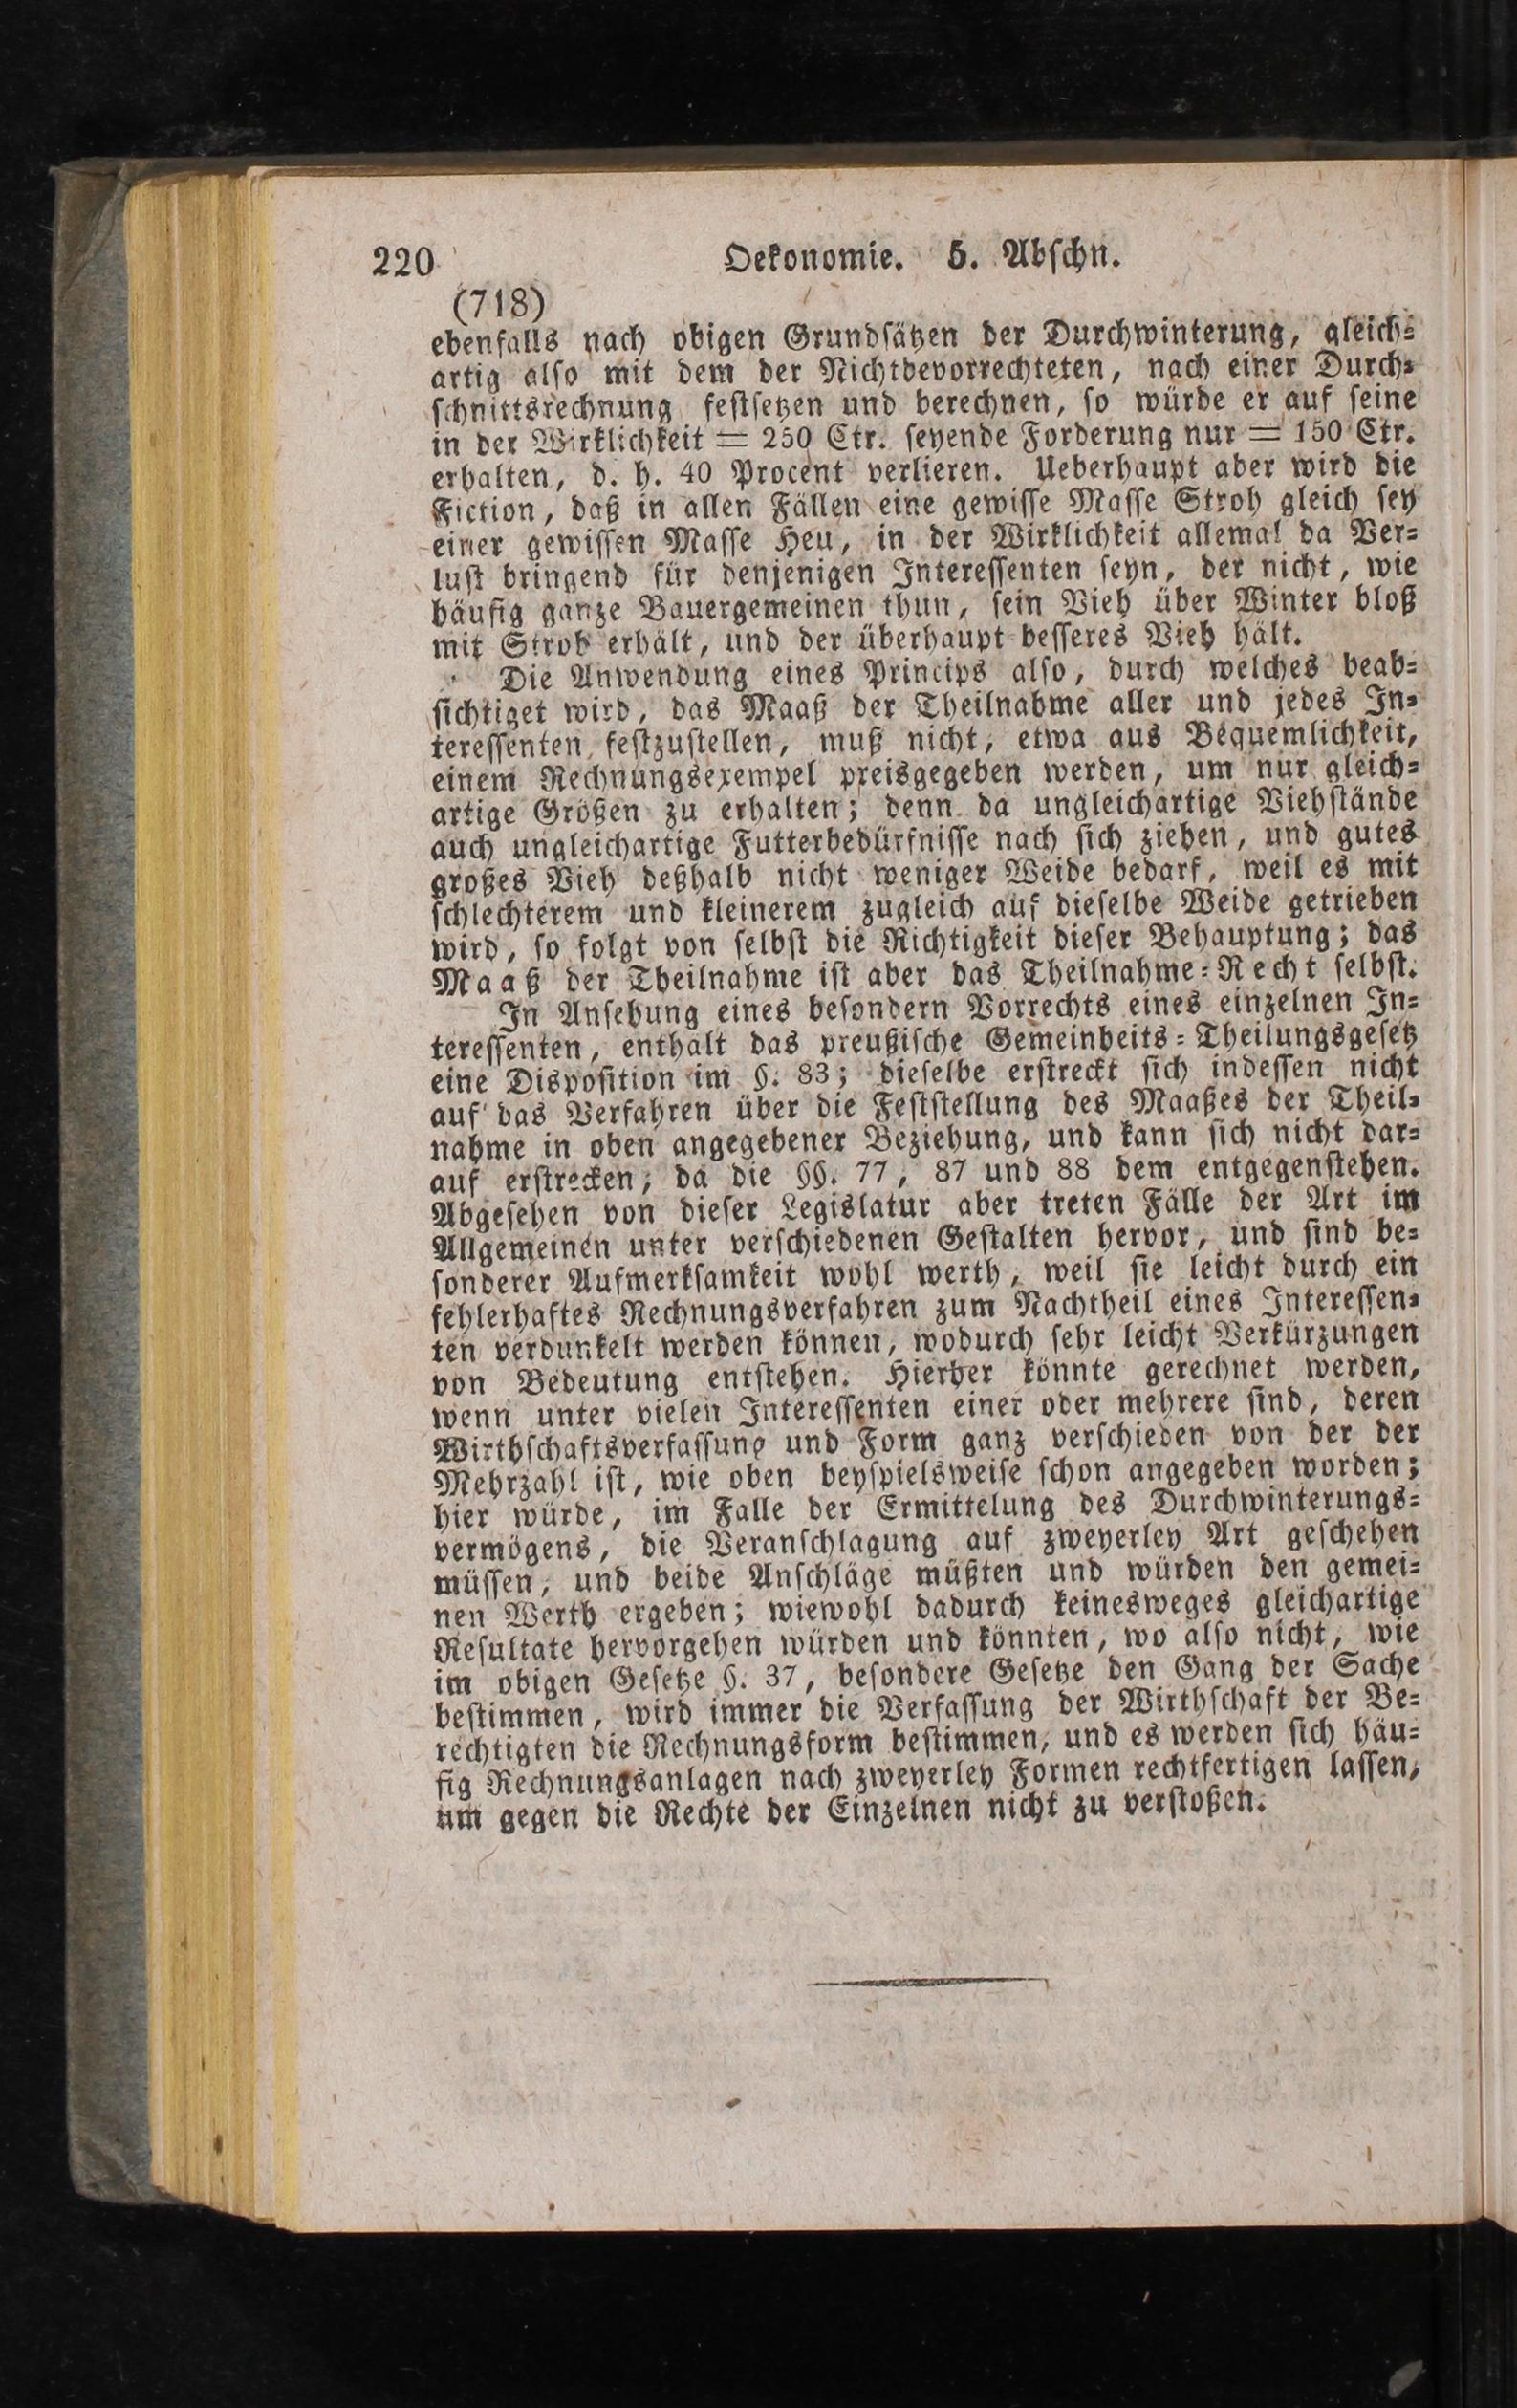 220 Oekonomie. 5. Abschn.
(718)
ebenfalls nach obigen Grundsätzen der Durchwinterung, gleich-
artig also mit dem der Nichtbevorrechteten, nach einer Durch-
schnittsrechnung festsetzen und berechnen, so würde er auf seine
in der Wirklichkeit = 250 Ctr. seyende Forderung nur = 150 Ctr.
erhalten, d. h. 40 Procent verlieren. Ueberhaupt aber wird die
Fiction, daß in allen Fällen eine gewisse Masse Stroh gleich sey
einer gewissen Masse Heu, in der Wirklichkeit allemal da Ver-
lust bringend für denjenigen Interessenten seyn, der nicht, wie
häufig ganze Bauergemeinen thun, sein Vieh über Winter bloß
mit Stroh erhält, und der überhaupt besseres Vieh hält.
Die Anwendung eines Princips also, durch welches beab-
sichtiget wird, das Maaß der Theilnahme aller und jedes In-
teressenten festzustellen, muß nicht, etwa aus Bequemlichkeit,
einem Rechnungsexempel preisgegeben werden, um nur gleich-
artige Größen zu erhalten; denn da ungleichartige Viehstände
auch ungleichartige Futterbedürfnisse nach sich ziehen, und gutes
großes Vieh deßhalb nicht weniger Weide bedarf, weil es mit
schlechterem und kleinerem zugleich auf dieselbe Weide getrieben
wird, so folgt von selbst die Richtigkeit dieser Behauptung; das
Maaß der Theilnahme ist aber das Theilnahme-Recht selbst.
In Ansehung eines besondern Vorrechts eines einzelnen In-
teressenten, enthält das preußische Gemeinheits-Theilungsgesetz
eine Disposition im §. 83; dieselbe erstreckt sich indessen nicht
auf das Verfahren über die Feststellung des Maaßes der Theil-
nahme in oben angegebener Beziehung, und kann sich nicht dar-
auf erstrecken, da die §§. 77, 87 und 88 dem entgegenstehen.
Abgesehen von dieser Legislatur aber treten Fälle der Art im
Allgemeinen unter verschiedenen Gestalten hervor, und sind be-
sonderer Aufmerksamkeit wohl werth, weil sie leicht durch ein
fehlerhaftes Rechnungsverfahren zum Nachtheil eines Interessen-
ten verdunkelt werden können, wodurch sehr leicht Verkürzungen
von Bedeutung entstehen. Hierher könnte gerechnet werden,
wenn unter vielen Interessenten einer oder mehrere sind, deren
Wirthschaftsverfassung und Form ganz verschieden von der der
Mehrzahl ist, wie oben beyspielsweise schon angegeben worden;
hier würde, im Falle der Ermittelung des Durchwinterungs-
vermögens, die Veranschlagung auf zweyerley Art geschehen
müssen, und beide Anschläge müßten und würden den gemei-
nen Werth ergeben; wiewohl dadurch keinesweges gleichartige
Resultate hervorgehen würden und könnten, wo also nicht, wie
im obigen Gesetze §. 37, besondere Gesetze den Gang der Sache
bestimmen, wird immer die Verfassung der Wirthschaft der Be-
rechtigten die Rechnungsform bestimmen, und es werden sich häu-
fig Rechnungsanlagen nach zweyerley Formen rechtfertigen lassen,
um gegen die Rechte der Einzelnen nicht zu verstoßen.